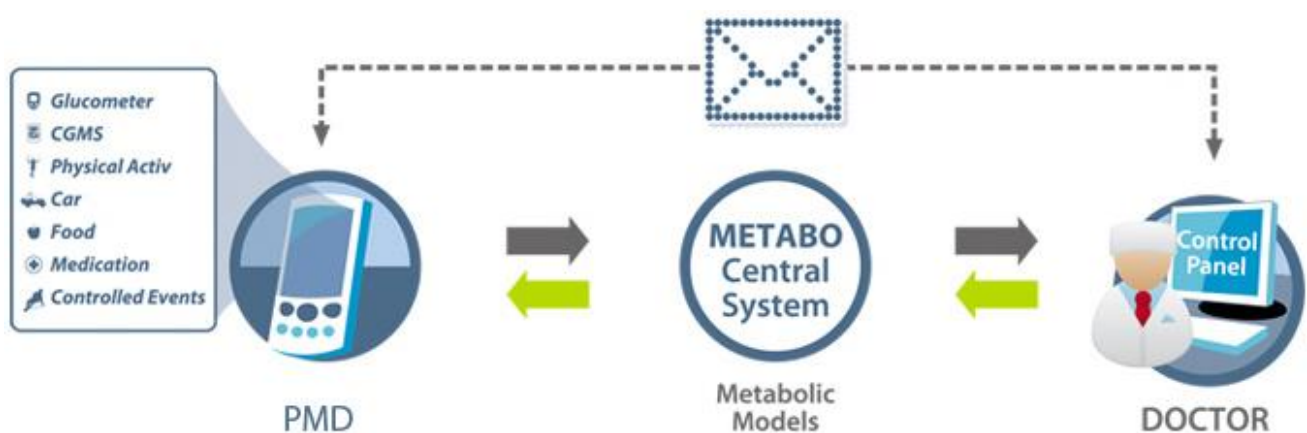 Glucometer
CGMS
Physical Activ
Car
Food
Medication
Controlled Events
PMD
METABO
Central
System
Metabolic
Models
Control
Panel
DOCTOR